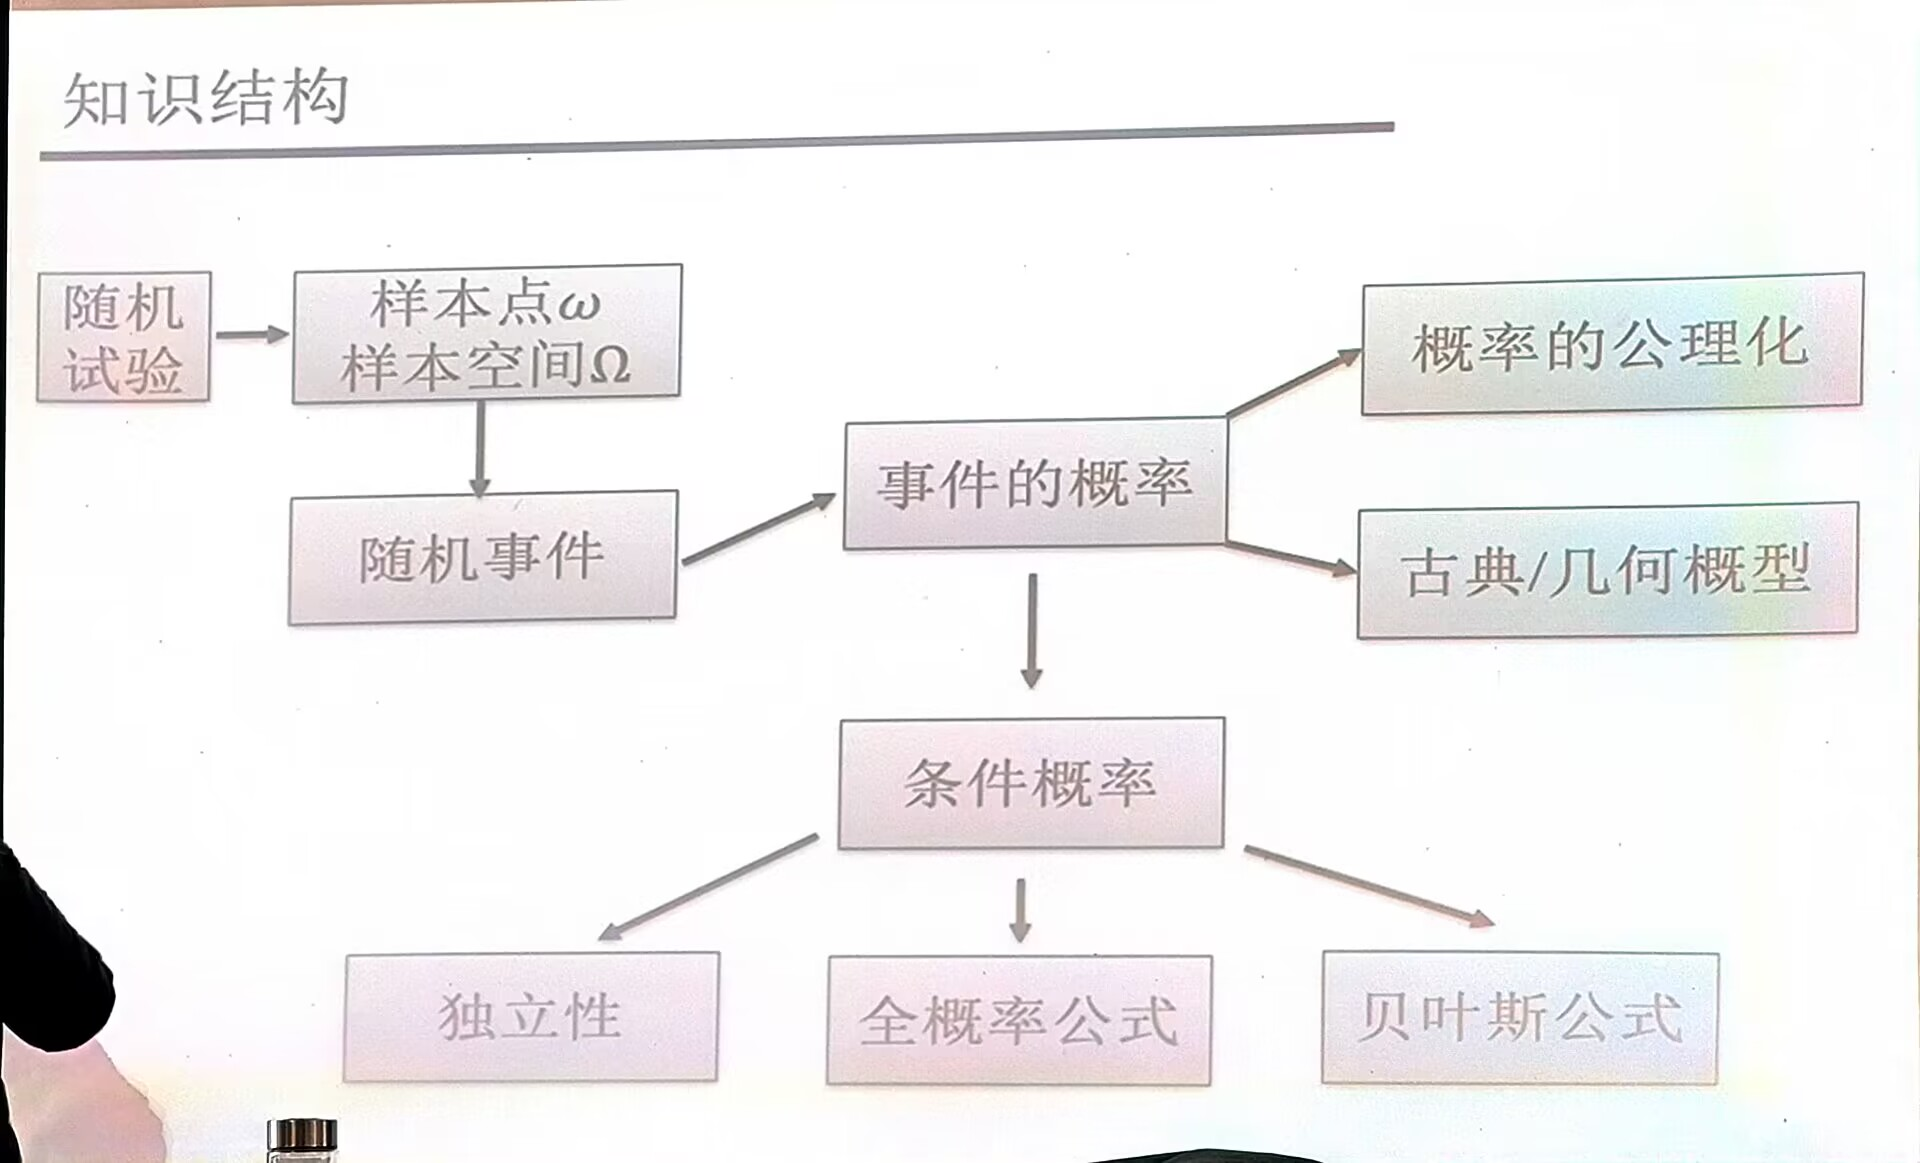 知识结构
随机
试验
样本点ω
样本空间Ω
随机事件
事件的概率
概率的公理化
古典/几何概型
条件概率
独立性
全概率公式
贝叶斯公式